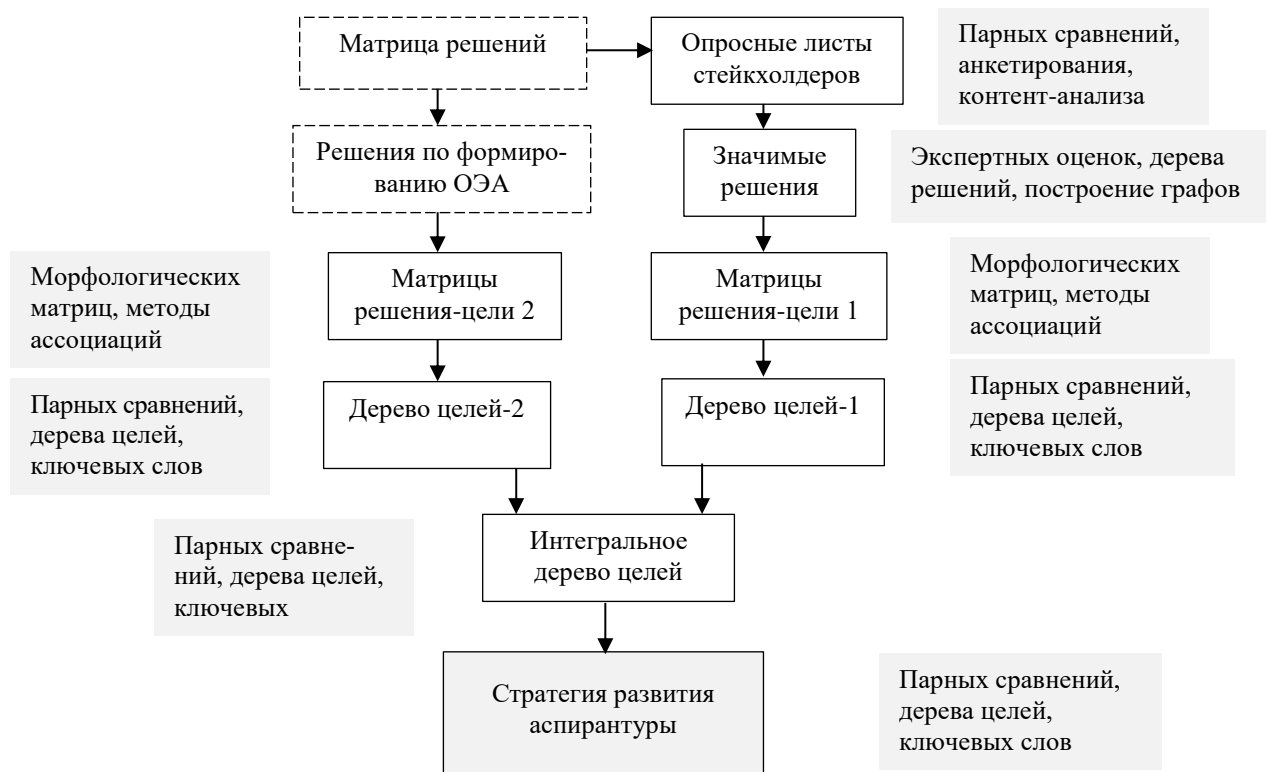 Матрица решений
Опросные листы
стейкхолдеров
Парных сравнений,
анкетирования,
контент-анализа
Решения по формиро-
ванию ОЭА
Значимые
решения
Экспертных оценок, дерева
решений, построение графов
Морфологических
матриц, методы
ассоциаций
Матрицы
решения-цели 2
Матрицы
решения-цели 1
Морфологических
матриц, методы
ассоциаций
Парных сравнений,
дерева целей,
ключевых слов
Дерево целей-2
Дерево целей-1
Парных сравнений,
дерева целей,
ключевых слов
Парных сравне-
ний, дерева целей,
ключевых
Интегральное
дерево целей
Стратегия развития
аспирантуры
Парных сравнений,
дерева целей,
ключевых слов